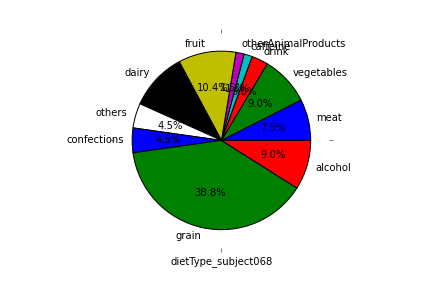 fruit
otherAnimalProducts
caffeine
drink
dairy
vegetables
10.4%
9.0%
others
meat
4.5%
7.5%
confections
4.5%
9.0%
alcohol
38.8%
grain
dietType_subject068